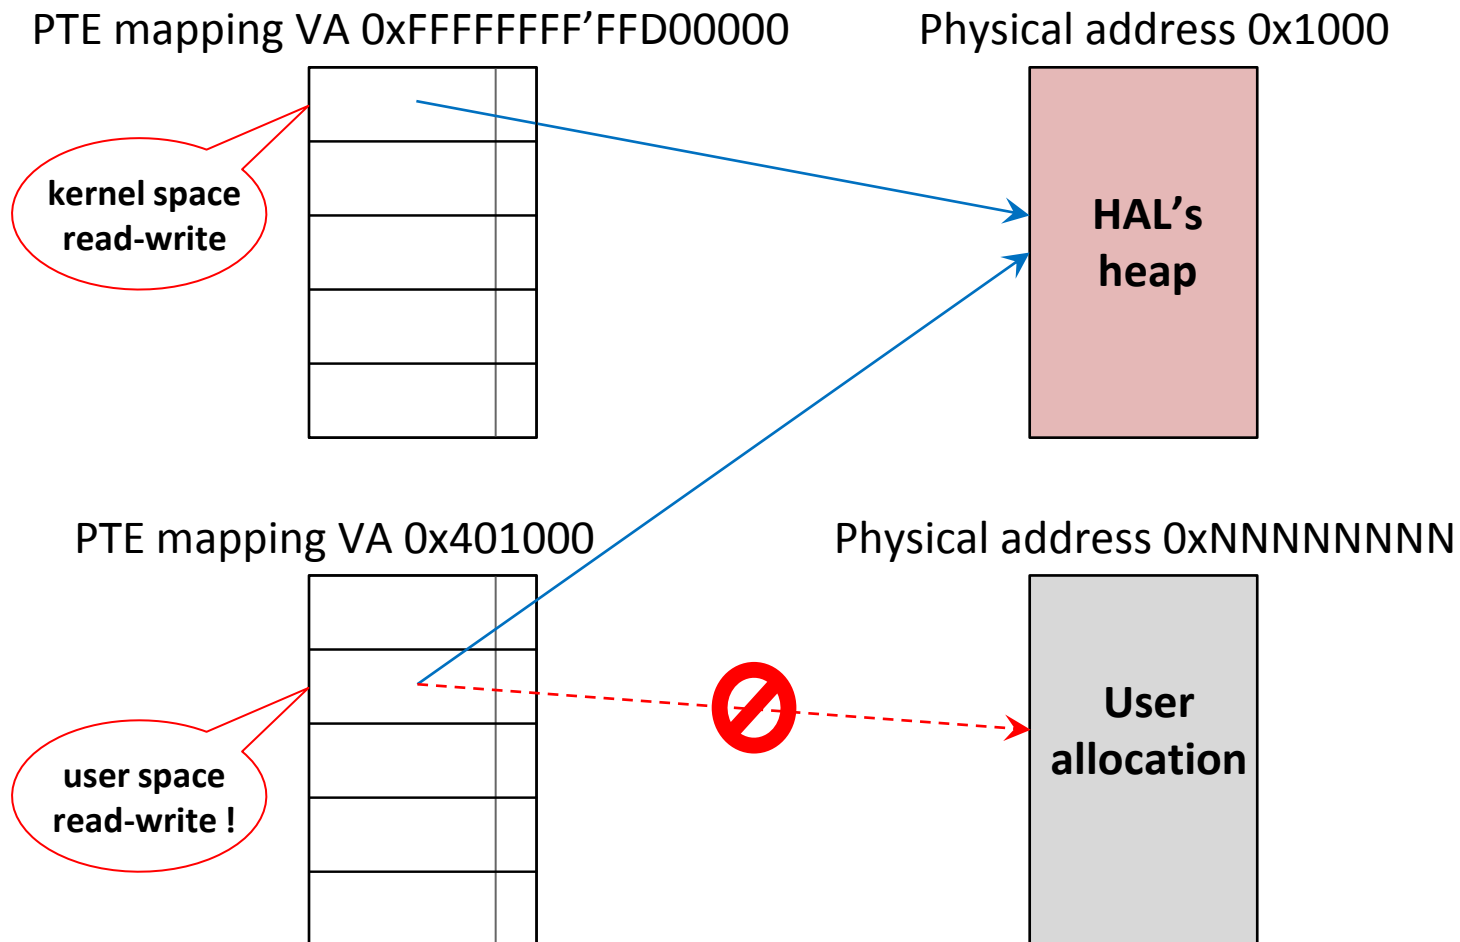 PTE mapping VA 0xFFFFFFFF’FFD00000
Physical address 0x1000
kernel space
read-write
HAL’s
heap
PTE mapping VA 0x401000
Physical address 0xNNNNNNNN
user space
read-write !
User
allocation